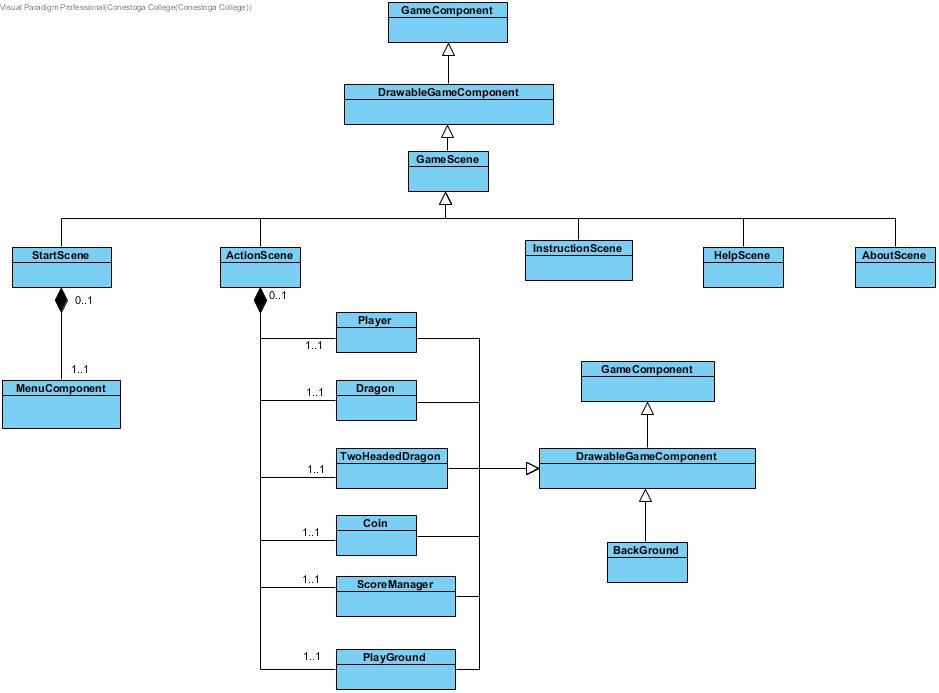 Visual Paradigm Professional(Conestoga College(Conestoga College))
GameComponent
DrawableGameComponent
GameScene
StartScene
ActionScene
InstructionScene
HelpScene
AboutScene
0..1
0..1
Player
1..1
1..1
MenuComponent
Dragon
1..1
GameComponent
TwoHeadedDragon
1..1
DrawableGameComponent
Coin
1..1
BackGround
ScoreManager
1..1
PlayGround
1..1